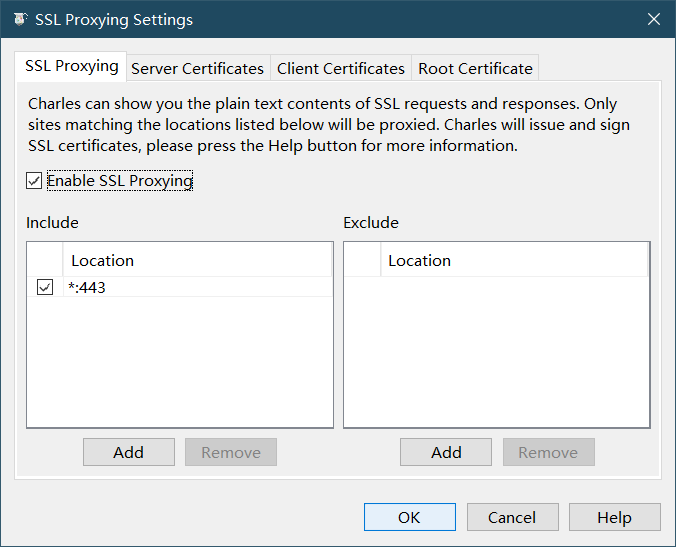 SSL Proxying Settings
SSL Proxying Server Certificates Client Certificates Root Certificate
Charles can show you the plain text contents of SSL requests and responses. Only
sites matching the locations listed below will be proxied. Charles will issue and sign
SSL certificates, please press the Help button for more information.
Enable SSL Proxying
Include Exclude
Location Location
*:443
Add Remove Add Remove
OK Cancel Help